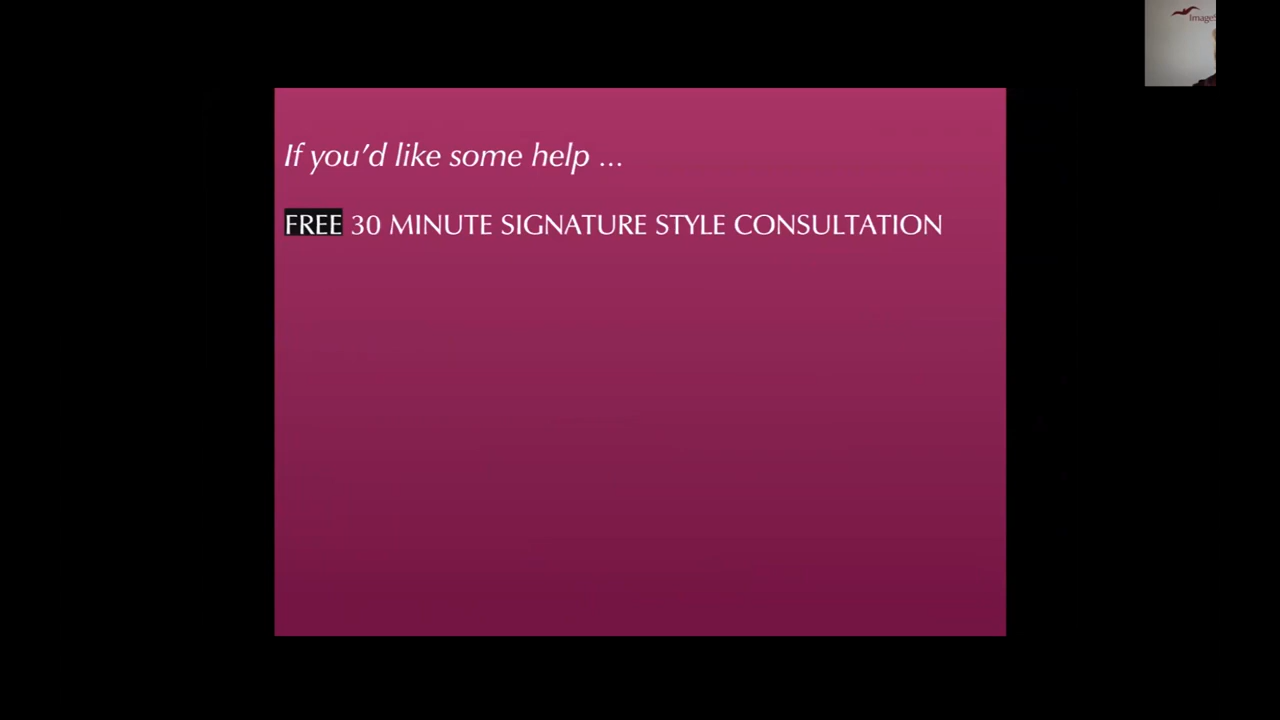 If you’d like some help ...
FREE 30 MINUTE SIGNATURE STYLE CONSULTATION